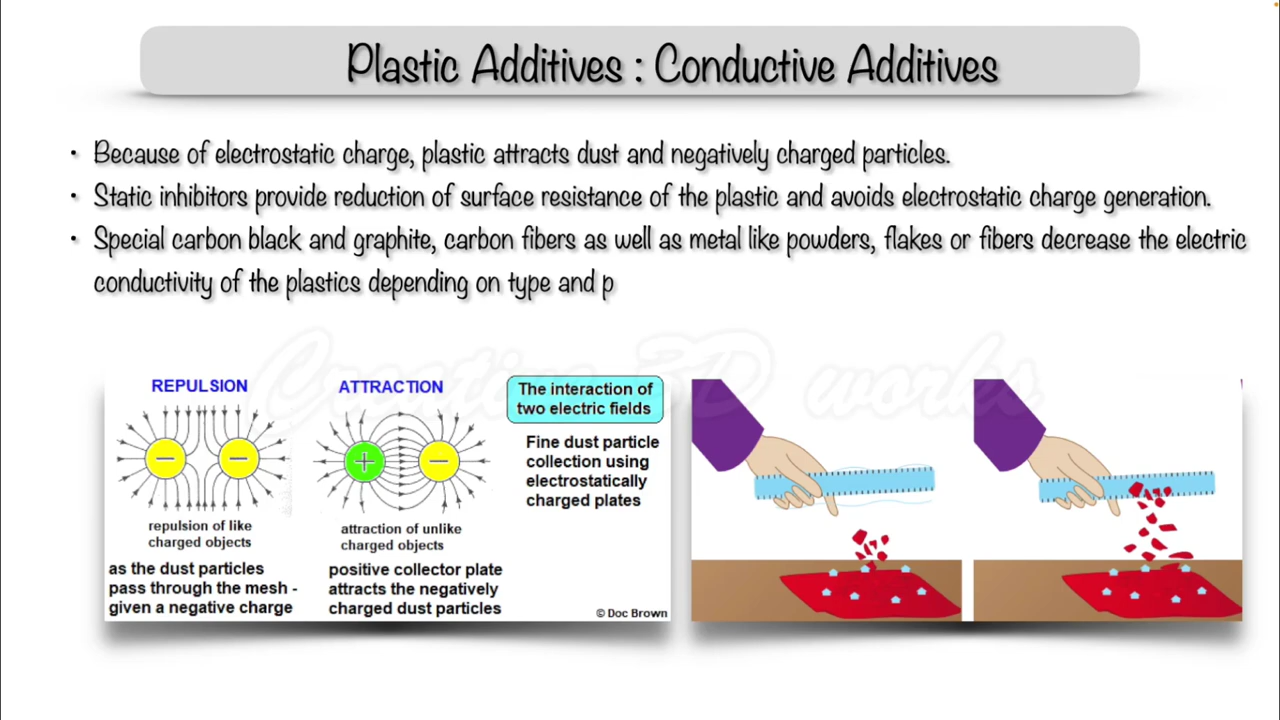 Plastic Additives : Conductive Additives
• Because of electrostatic charge, plastic attracts dust and negatively charged particles.
• Static inhibitors provide reduction of surface resistance of the plastic and avoids electrostatic charge generation.
• Special carbon black and graphite, carbon fibers as well as metal like powders, flakes or fibers decrease the electric
conductivity of the plastics depending on type and p
Creative 3D works
REPULSION
repulsion of like
charged objects
as the dust particles
pass through the mesh -
given a negative charge
ATTRACTION
attraction of unlike
charged objects
positive collector plate
attracts the negatively
charged dust particles
The interaction of
two electric fields
Fine dust particle
collection using
electrostatically
charged plates
© Doc Brown